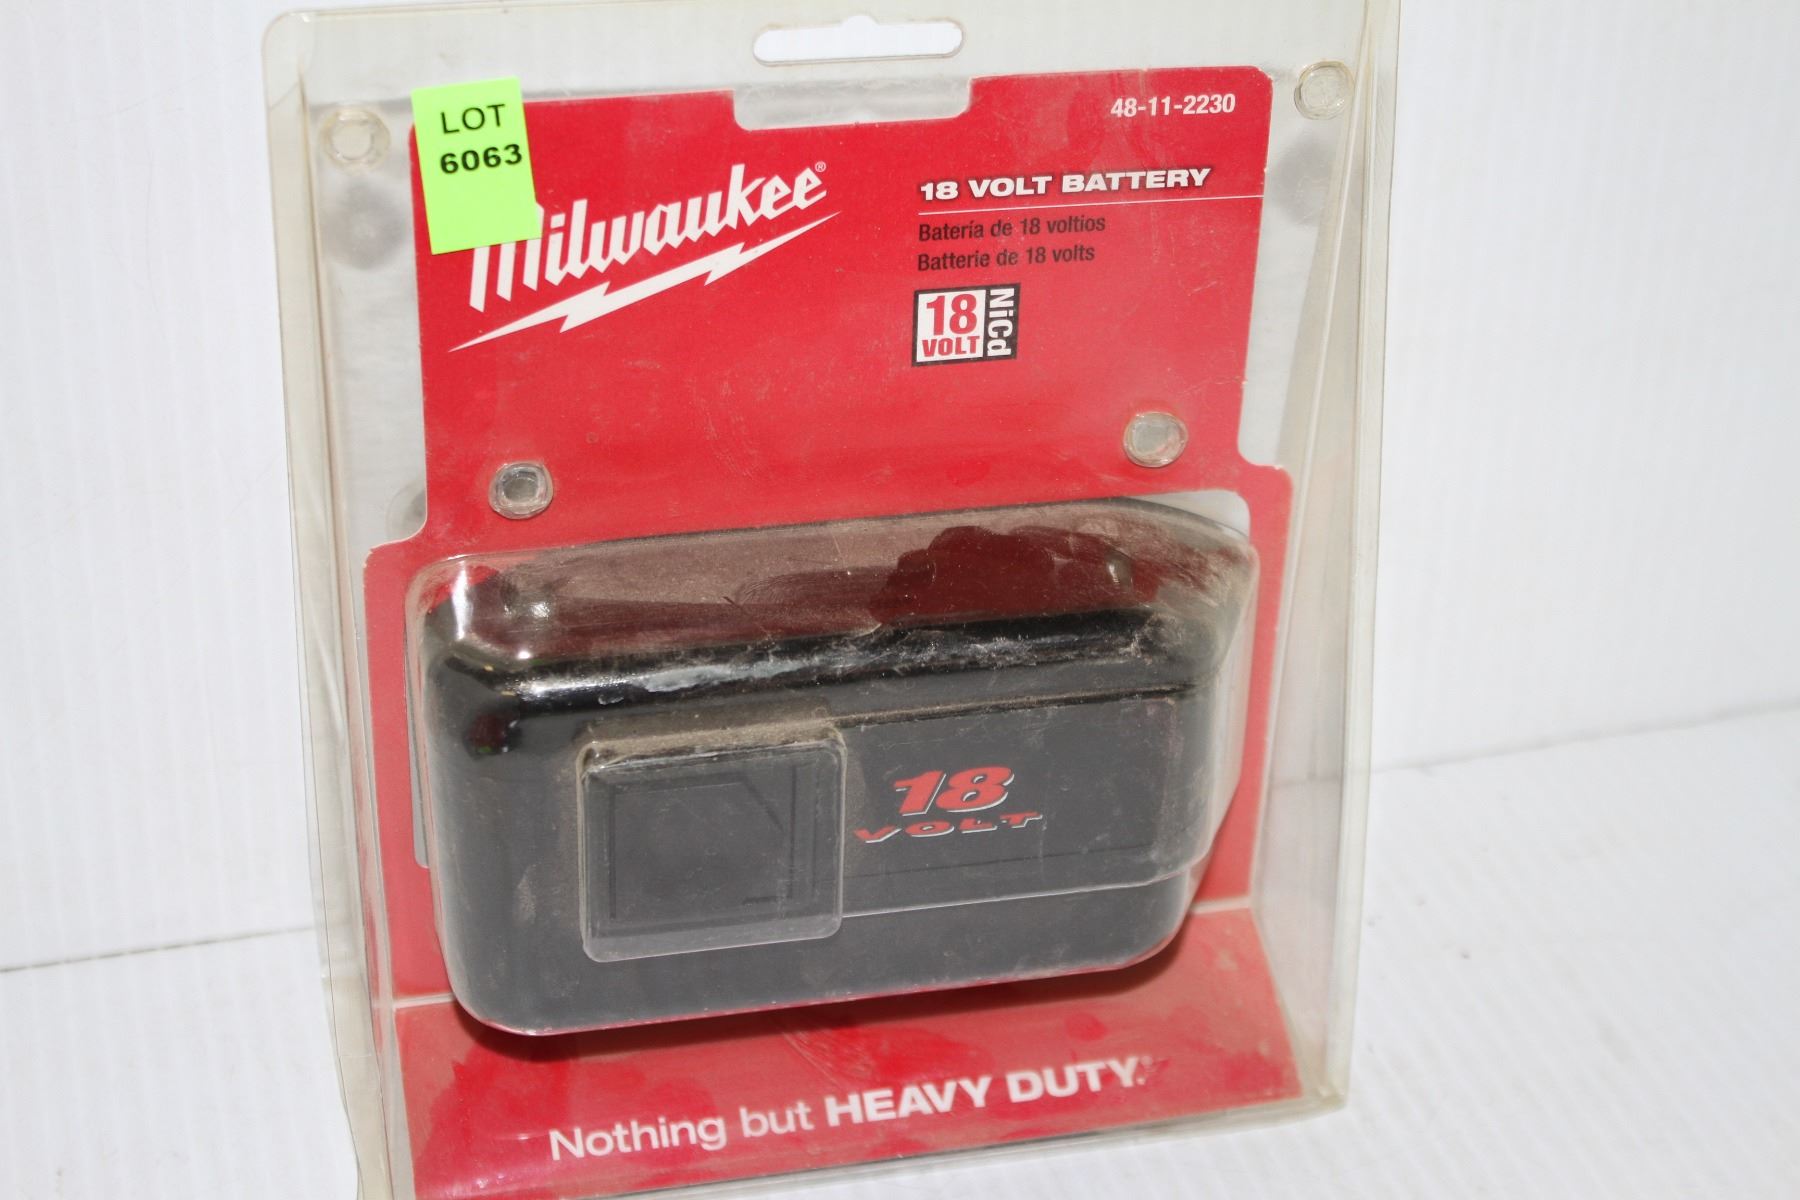 LOT
6063
48-11-2230
Milwaukee®
18 VOLT BATTERY
Batería de 18 voltios
Batterie de 18 volts
18
VOLT
NiCd
18
VOLT
Nothing but HEAVY DUTY.®